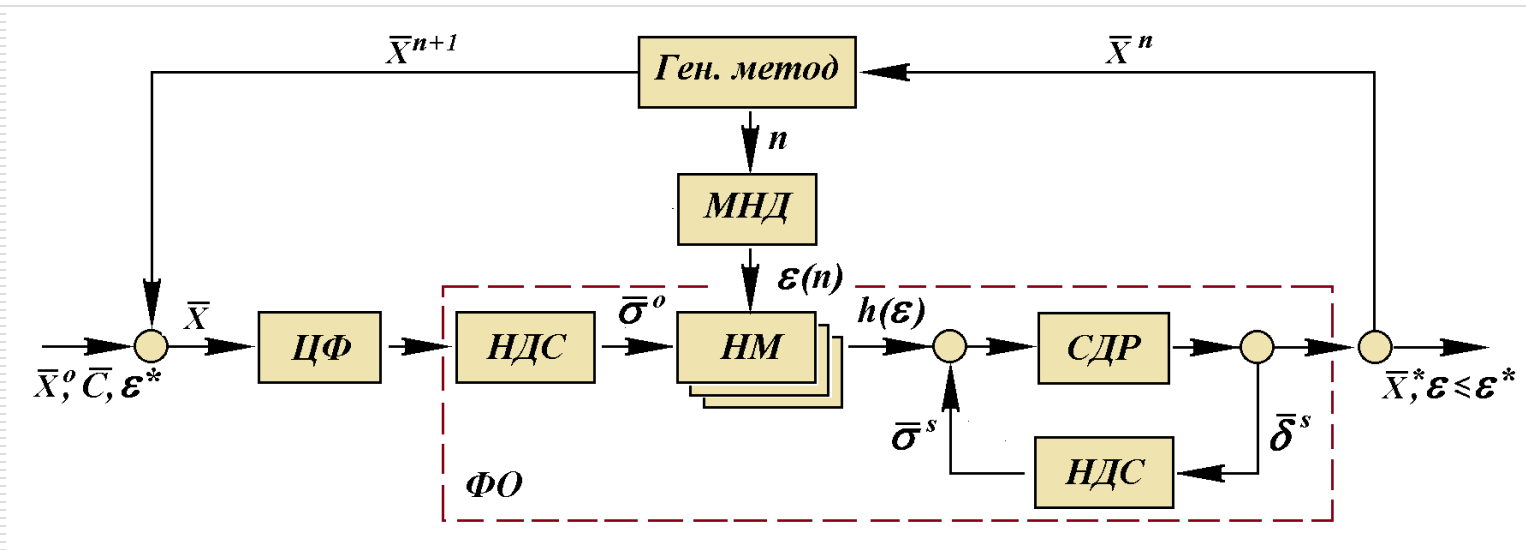 X̅ⁿ⁺¹
Ген. метод
X̅ ⁿ
n
МНД
ε(n)
X̅
σ̅ ᵒ
h(ε)
ЦФ
НДС
НМ
СДР
X̅ᵒ, C̅, ε*
X̅*, ε ≤ ε*
σ̅ ˢ
δ̅ ˢ
НДС
ФО